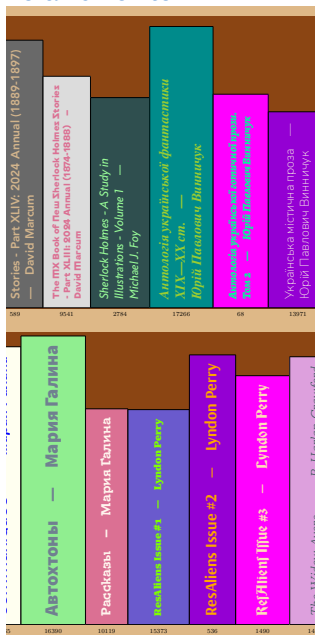 Stories - Part XLIV: 2024 Annual (1889-1897)
— David Marcum
The MX Book of New Sherlock Holmes Stories
- Part XLIII: 2024 Annual (1874-1888) —
David Marcum
Sherlock Holmes - A Study in
Illustrations - Volume 1 —
Michael J. Foy
Антологія української фантастики
XIX—XX ст. —
Юрій Павлович Винничук
Антологія української готичної прози.
Том 2 — Юрій Павлович Винничук
Українська містична проза —
Юрій Павлович Винничук
589
9541
2784
17266
68
13971
Автохтоны — Мария Галина
Рассказы — Мария Галина
ResAliens Issue #1 — Lyndon Perry
ResAliens Issue #2 — Lyndon Perry
ResAliens Issue #3 — Lyndon Perry
16390
10119
15373
536
1490